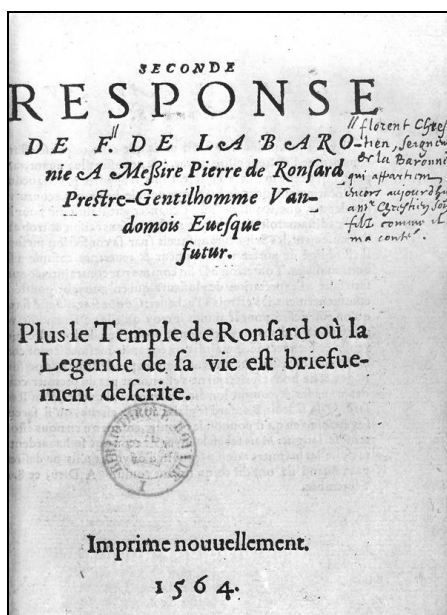 SECONDE
RESPONSE
DE F. DE LA BARO-
nie A Meßire Pierre de Ronſard
Preſtre-Gentilhomme Van-
domois Eueſque
futur.
// florent Chreſ
tien, ſeigneur
de la Baronnie
qui appartient
encor aujourd'huy
a Mr Chreſtien ſon
filz comme il
m'a conté.
Plus le Temple de Ronſard où la
Legende de ſa vie eſt briefue-
ment deſcrite.
Imprime nouuellement.
1564.